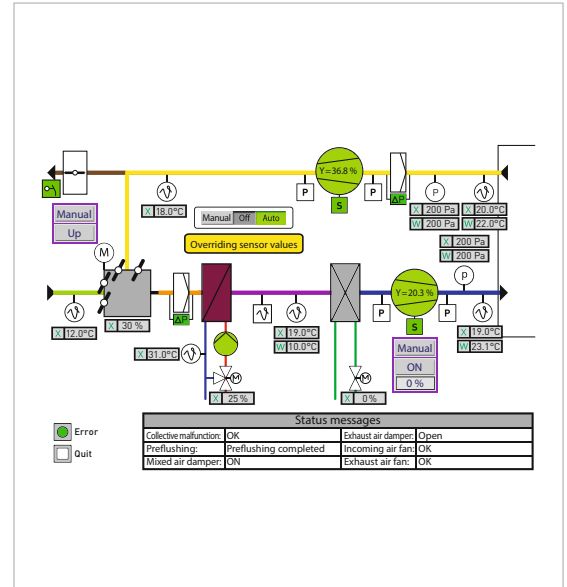 Y=36.8 %
P
P
P
S
ΔP
X 18.0°C
X 200 Pa
X 20.0°C
W 200 Pa
W 22.0°C
Manual
Up
Manual Off Auto
Overriding sensor values
X 200 Pa
W 200 Pa
M
P
Y=20.3 %
P
P
S
X 12.0°C
X 30 %
ΔP
X 31.0°C
X 19.0°C
W 10.0°C
X 19.0°C
W 23.1°C
Manual
ON
0 %
M
M
X 25 %
X 0 %
Status messages
Collective malfunction: OK Exhaust air damper: Open
Preflushing: Preflushing completed Incoming air fan: OK
Mixed air damper: ON Exhaust air fan: OK
Error
Quit